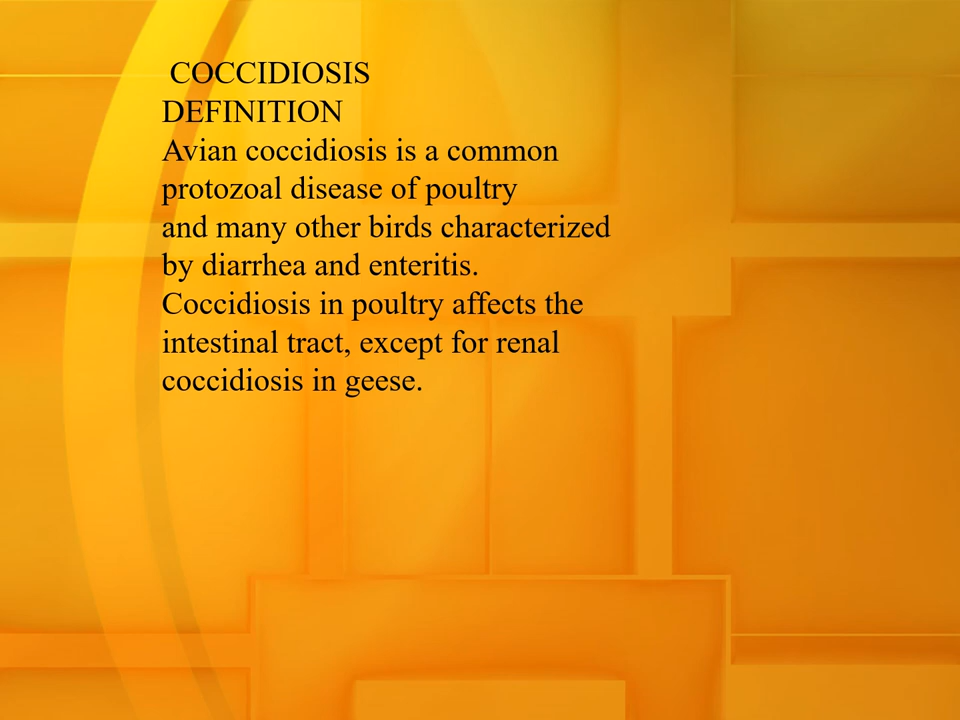 COCCIDIOSIS
DEFINITION
Avian coccidiosis is a common
protozoal disease of poultry
and many other birds characterized
by diarrhea and enteritis.
Coccidiosis in poultry affects the
intestinal tract, except for renal
coccidiosis in geese.